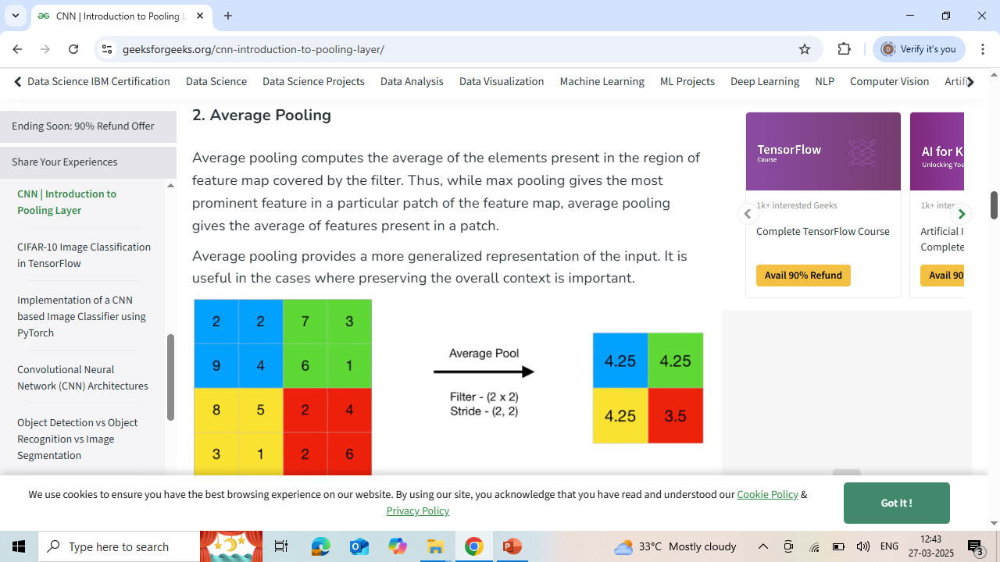 CNN | Introduction to Pooling L
geeksforgeeks.org/cnn-introduction-to-pooling-layer/
Verify it's you
Data Science IBM Certification Data Science Data Science Projects Data Analysis Data Visualization Machine Learning ML Projects Deep Learning NLP Computer Vision Artifi
Ending Soon: 90% Refund Offer
Share Your Experiences
CNN | Introduction to
Pooling Layer
CIFAR-10 Image Classification
in TensorFlow
Implementation of a CNN
based Image Classifier using
PyTorch
Convolutional Neural
Network (CNN) Architectures
Object Detection vs Object
Recognition vs Image
Segmentation
2. Average Pooling
Average pooling computes the average of the elements present in the region of
feature map covered by the filter. Thus, while max pooling gives the most
prominent feature in a particular patch of the feature map, average pooling
gives the average of features present in a patch.
Average pooling provides a more generalized representation of the input. It is
useful in the cases where preserving the overall context is important.
2 2 7 3
9 4 6 1
8 5 2 4
3 1 2 6
Average Pool
Filter - (2 x 2)
Stride - (2, 2)
4.25 4.25
4.25 3.5
TensorFlow
Course
1k+ interested Geeks
Complete TensorFlow Course
Avail 90% Refund
AI for K
Unlocking You
1k+ inter
Artificial I
Complete
Avail 90
We use cookies to ensure you have the best browsing experience on our website. By using our site, you acknowledge that you have read and understood our Cookie Policy &
Privacy Policy
Got It !
Type here to search
33°C Mostly cloudy
ENG
12:43
27-03-2025
3